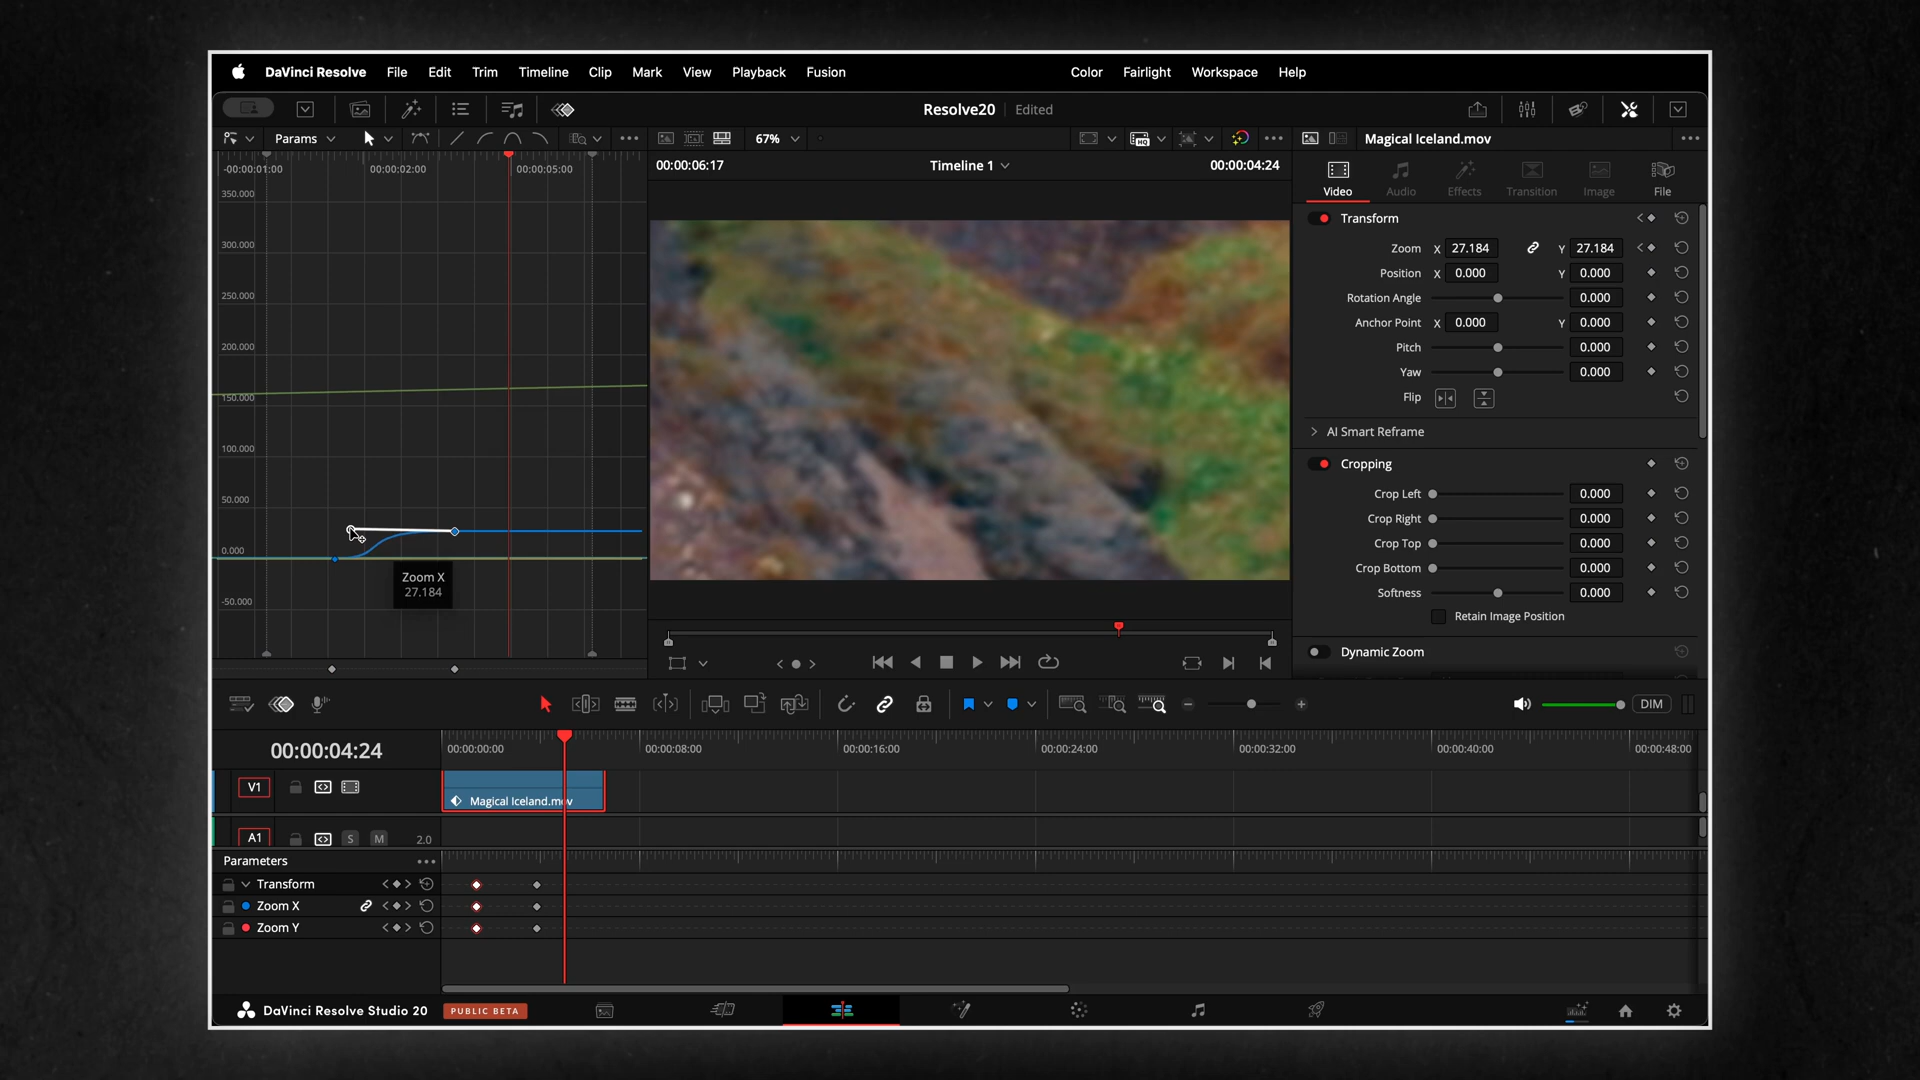 DaVinci Resolve File Edit Trim Timeline Clip Mark View Playback Fusion Color Fairlight Workspace Help
Resolve20 Edited
Params
67%
Magical Iceland.mov
00:00:06:17 Timeline 1 00:00:04:24
-00:00:01:00 00:00:02:00 00:00:05:00
350.000
300.000
250.000
200.000
150.000
100.000
50.000
0.000
-50.000
Zoom X
27.184
HQ
Video Audio Effects Transition Image File
Transform
Zoom X 27.184 Y 27.184
Position X 0.000 Y 0.000
Rotation Angle 0.000
Anchor Point X 0.000 Y 0.000
Pitch 0.000
Yaw 0.000
Flip
AI Smart Reframe
Cropping
Crop Left 0.000
Crop Right 0.000
Crop Top 0.000
Crop Bottom 0.000
Softness 0.000
Retain Image Position
Dynamic Zoom
DIM
00:00:04:24
00:00:00:00 00:00:08:00 00:00:16:00 00:00:24:00 00:00:32:00 00:00:40:00 00:00:48:00
V1
Magical Iceland.mov
A1 S M 2.0
Parameters
Transform
Zoom X
Zoom Y
DaVinci Resolve Studio 20 PUBLIC BETA